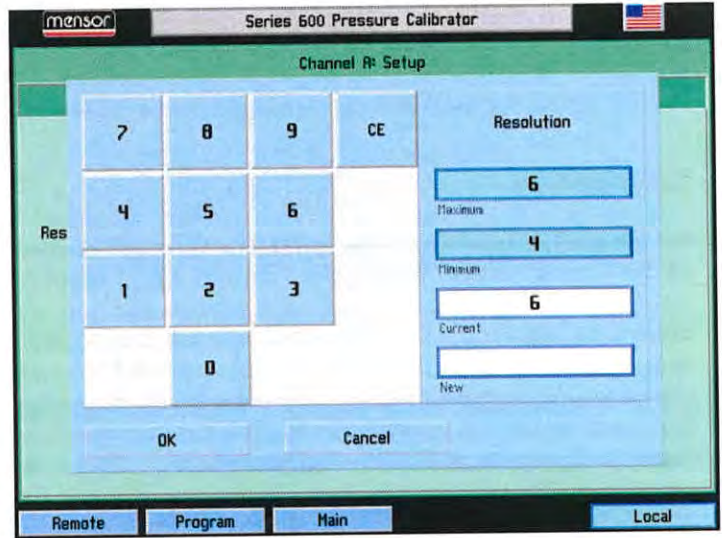 mensor
Series 600 Pressure Calibrator
Channel A: Setup
7 8 9 CE
4 5 6
1 2 3
0
Res
Resolution
6
Maximum
4
Minimum
6
Current
New
OK Cancel
Remote Program Main Local